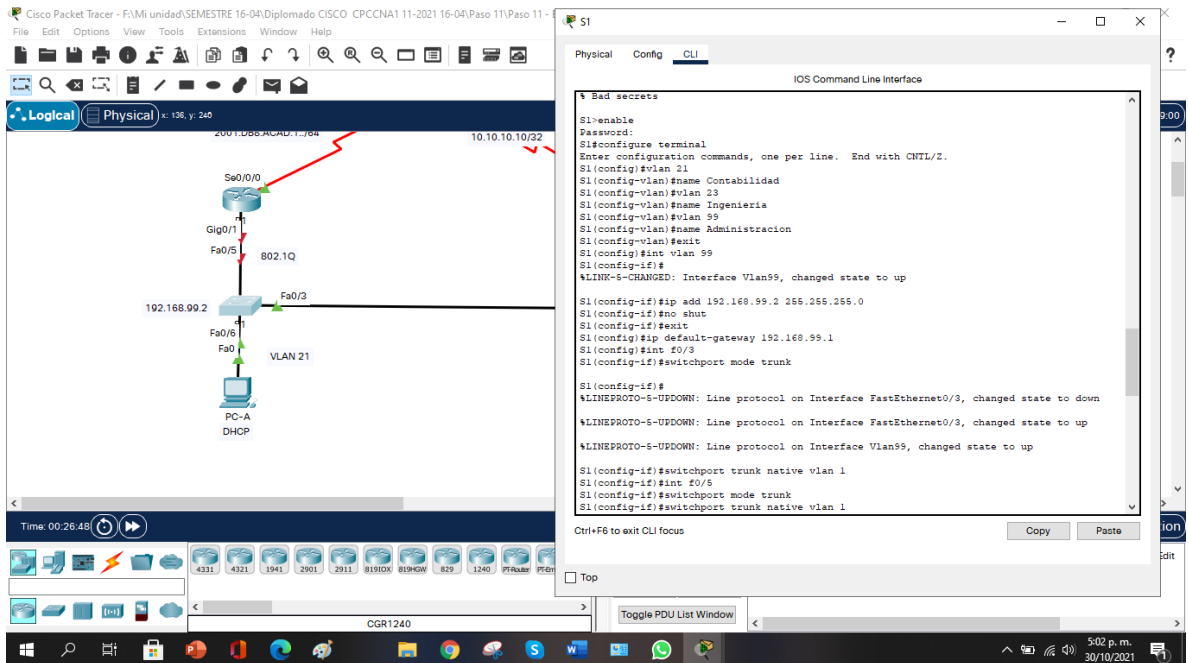 Cisco Packet Tracer - F:\Mi unidad\SEMESTRE 16-04\Diplomado CISCO CPCCNA1 11-2021 16-04\Paso 11\Paso 11 -
File Edit Options View Tools Extensions Window Help
Logical
Physical
x: 136, y: 240
2001:DB8:ACAD:1::/64
10.10.10.10/32
Se0/0/0
Gig0/1
Fa0/5
802.1Q
192.168.99.2
Fa0/3
Fa0/6
Fa0
VLAN 21
PC-A
DHCP
Time: 00:26:48
4331
4321
1941
2901
2911
819IOX
819HGW
829
1240
PT-Router
CGR1240
Toggle PDU List Window
S1
Physical Config CLI
IOS Command Line Interface
% Bad secrets
S1>enable
Password:
S1#configure terminal
Enter configuration commands, one per line. End with CNTL/Z.
S1(config)#vlan 21
S1(config-vlan)#name Contabilidad
S1(config-vlan)#vlan 23
S1(config-vlan)#name Ingenieria
S1(config-vlan)#vlan 99
S1(config-vlan)#name Administracion
S1(config-vlan)#exit
S1(config)#int vlan 99
S1(config-if)#
%LINK-5-CHANGED: Interface Vlan99, changed state to up
S1(config-if)#ip add 192.168.99.2 255.255.255.0
S1(config-if)#no shut
S1(config-if)#exit
S1(config)#ip default-gateway 192.168.99.1
S1(config)#int f0/3
S1(config-if)#switchport mode trunk
S1(config-if)#
%LINEPROTO-5-UPDOWN: Line protocol on Interface FastEthernet0/3, changed state to down
%LINEPROTO-5-UPDOWN: Line protocol on Interface FastEthernet0/3, changed state to up
%LINEPROTO-5-UPDOWN: Line protocol on Interface Vlan99, changed state to up
S1(config-if)#switchport trunk native vlan 1
S1(config-if)#int f0/5
S1(config-if)#switchport mode trunk
S1(config-if)#switchport trunk native vlan 1
Ctrl+F6 to exit CLI focus
Copy
Paste
Top
?
9:00
ion
Edit
5:02 p. m.
30/10/2021